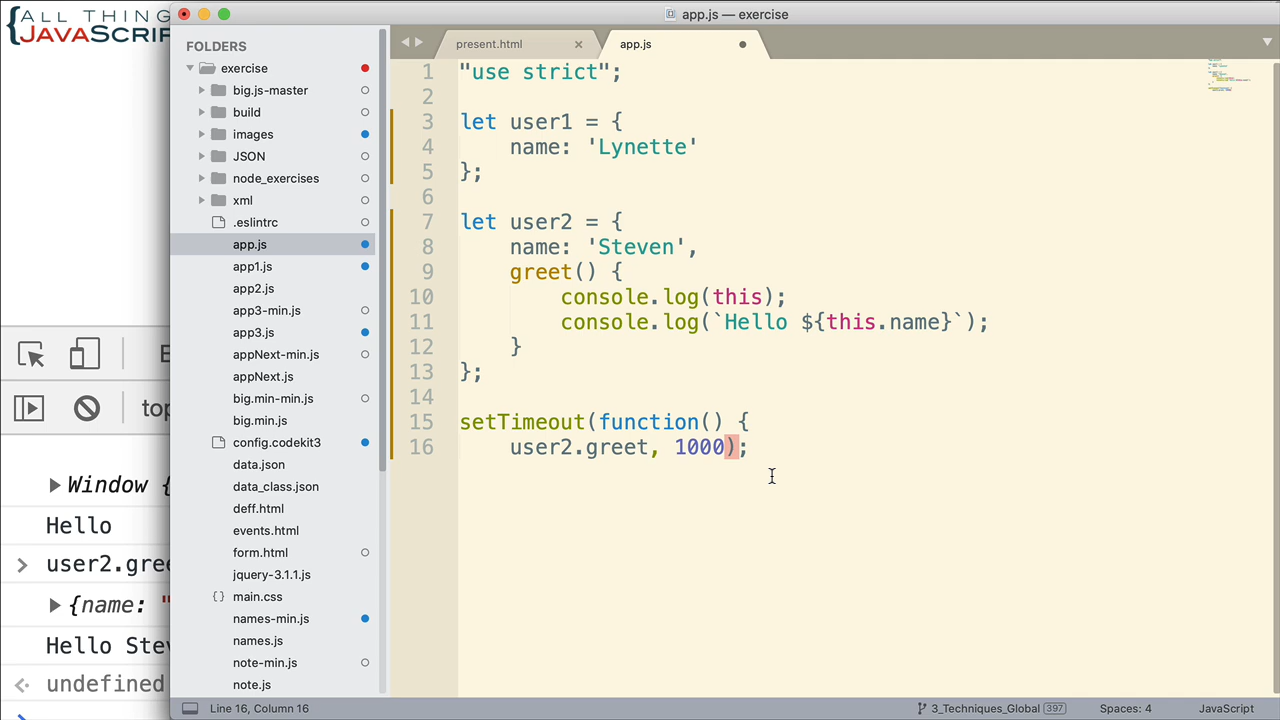 {ALL THING
JAVASCRI
app.js — exercise
FOLDERS
exercise
big.js-master
build
images
JSON
node_exercises
xml
.eslintrc
app.js
app1.js
app2.js
app3-min.js
app3.js
appNext-min.js
appNext.js
big.min-min.js
big.min.js
config.codekit3
data.json
data_class.json
deff.html
events.html
form.html
jquery-3.1.1.js
{} main.css
names-min.js
names.js
note-min.js
note.js
present.html
app.js
1 "use strict";
2
3 let user1 = {
4 name: 'Lynette'
5 };
6
7 let user2 = {
8 name: 'Steven',
9 greet() {
10 console.log(this);
11 console.log(`Hello ${this.name}`);
12 }
13 };
14
15 setTimeout(function() {
16 user2.greet, 1000);
top
Window {
Hello
> user2.gree
{name: "
Hello Stev
undefined
Line 16, Column 16
3_Techniques_Global 397
Spaces: 4
JavaScript